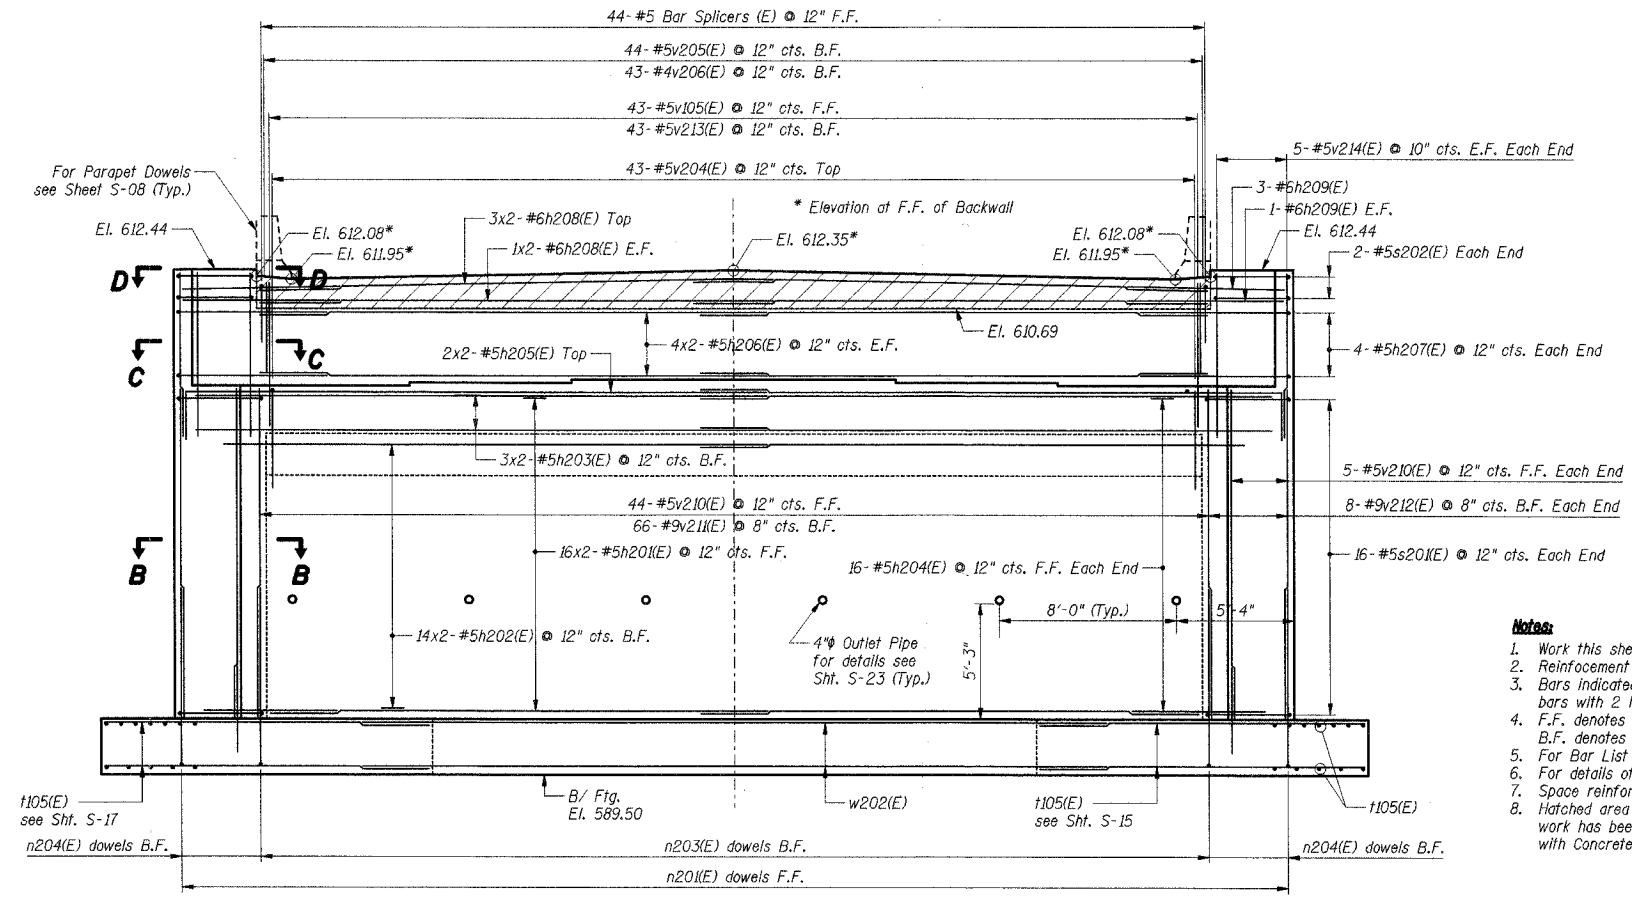 44-#5 Bar Splicers (E) @ 12" F.F.
44-#5v205(E) @ 12" cts. B.F.
43-#4v206(E) @ 12" cts. B.F.
43-#5v105(E) @ 12" cts. F.F.
43-#5v213(E) @ 12" cts. B.F.
43-#5v204(E) @ 12" cts. Top
5-#5v214(E) @ 10" cts. E.F. Each End
For Parapet Dowels
see Sheet S-08 (Typ.)
3-#6h209(E)
1-#6h209(E) E.F.
El. 612.44
El. 612.44
* Elevation at F.F. of Backwall
3x2-#6h208(E) Top
El. 612.08*
El. 612.35*
El. 612.08*
El. 611.95*
1x2-#6h208(E) E.F.
El. 611.95*
2-#5s202(E) Each End
D
D
El. 610.69
4x2-#5h206(E) @ 12" cts. E.F.
2x2-#5h205(E) Top
4-#5h207(E) @ 12" cts. Each End
C
C
3x2-#5h203(E) @ 12" cts. B.F.
5-#5v210(E) @ 12" cts. F.F. Each End
44-#5v210(E) @ 12" cts. F.F.
8-#9v212(E) @ 8" cts. B.F. Each End
66-#9v211(E) @ 8" cts. B.F.
16x2-#5h201(E) @ 12" cts. F.F.
16-#5s201(E) @ 12" cts. Each End
16-#5h204(E) @ 12" cts. F.F. Each End
B
B
8'-0" (Typ.)
5'-4"
14x2-#5h202(E) @ 12" cts. B.F.
4"φ Outlet Pipe
for details see
Sht. S-23 (Typ.)
5'-3"
Notes:
1. Work this she
2. Reinfocement
3. Bars indicate
bars with 2
4. F.F. denotes
B.F. denotes
5. For Bar List
6. For details of
7. Space reinfor
8. Hatched area
work has bee
with Concrete
t105(E)
see Sht. S-17
B/ Ftg.
El. 589.50
w202(E)
t105(E)
see Sht. S-15
t105(E)
n204(E) dowels B.F.
n203(E) dowels B.F.
n204(E) dowels B.F.
n201(E) dowels F.F.